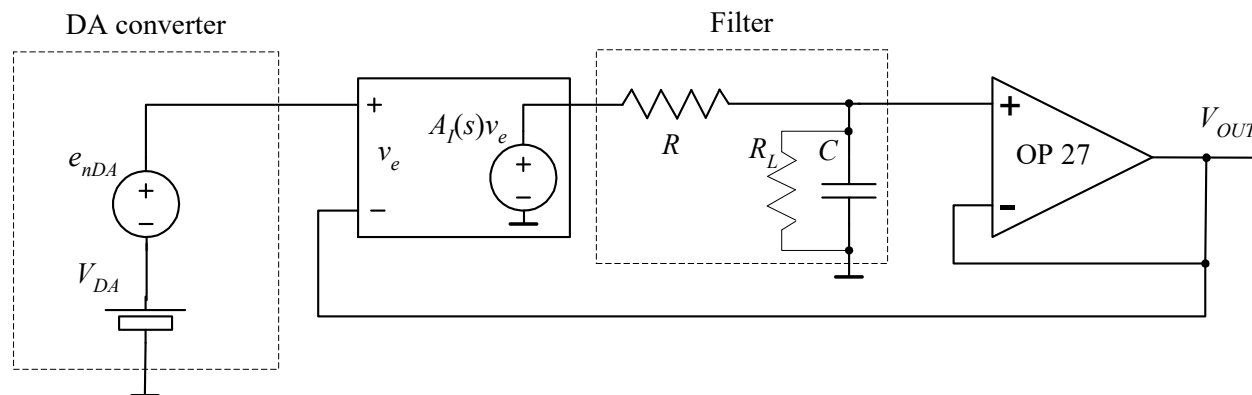 DA converter
Filter
+
A_I(s)v_e
+
V_OUT
e_nDA
+
−
v_e
+
−
R
R_L
C
OP 27
−
−
V_DA